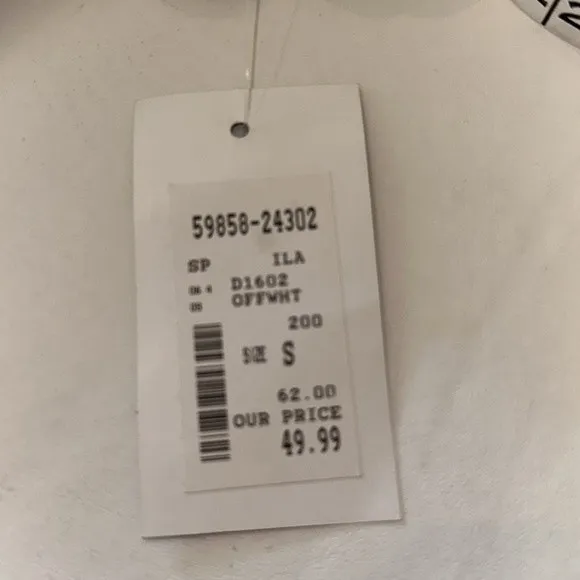 59858-24302
SP ILA
D1602
OFFWHT
200
SIZE S
62.00
OUR PRICE
49.99